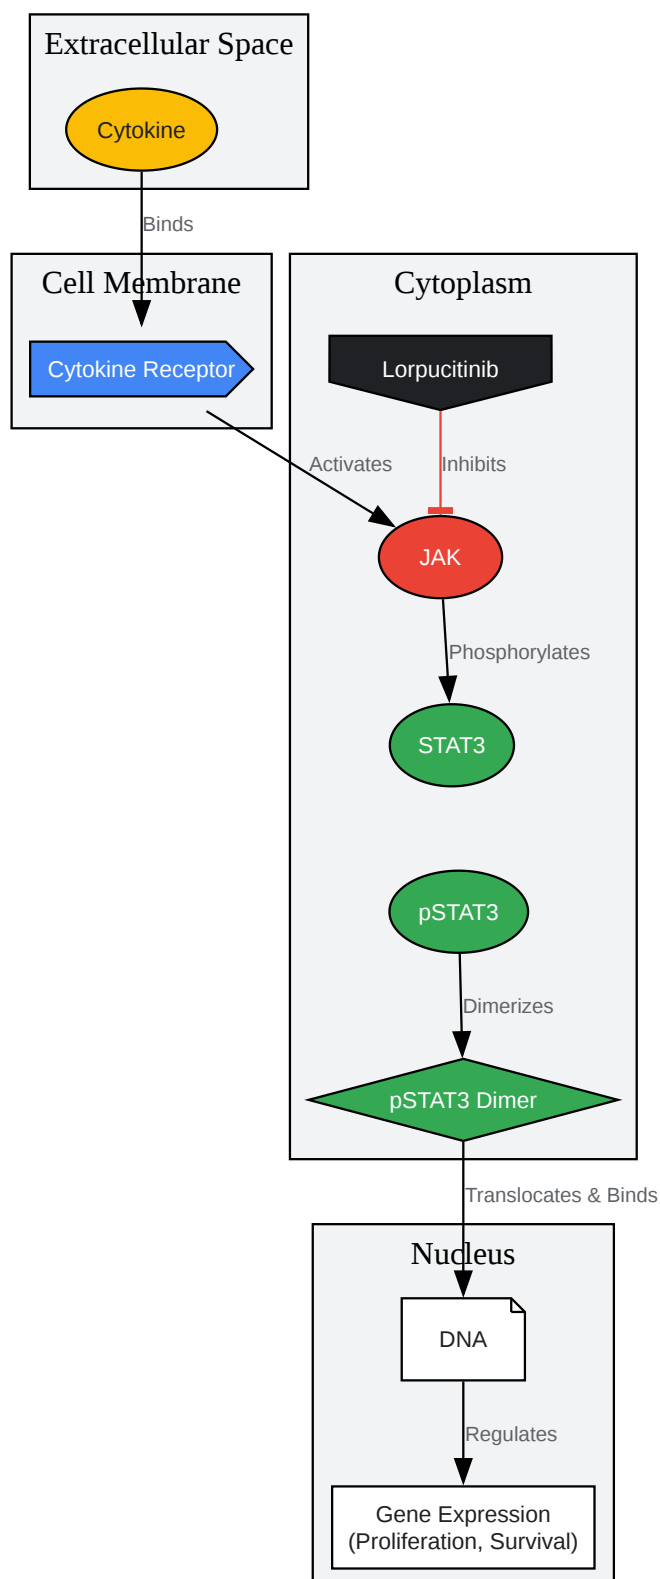 Extracellular Space
Cytokine
Binds
Cell Membrane
Cytokine Receptor
Cytoplasm
Lorpucitinib
Activates
Inhibits
JAK
Phosphorylates
STAT3
pSTAT3
Dimerizes
pSTAT3 Dimer
Translocates & Binds
Nucleus
DNA
Regulates
Gene Expression
(Proliferation, Survival)